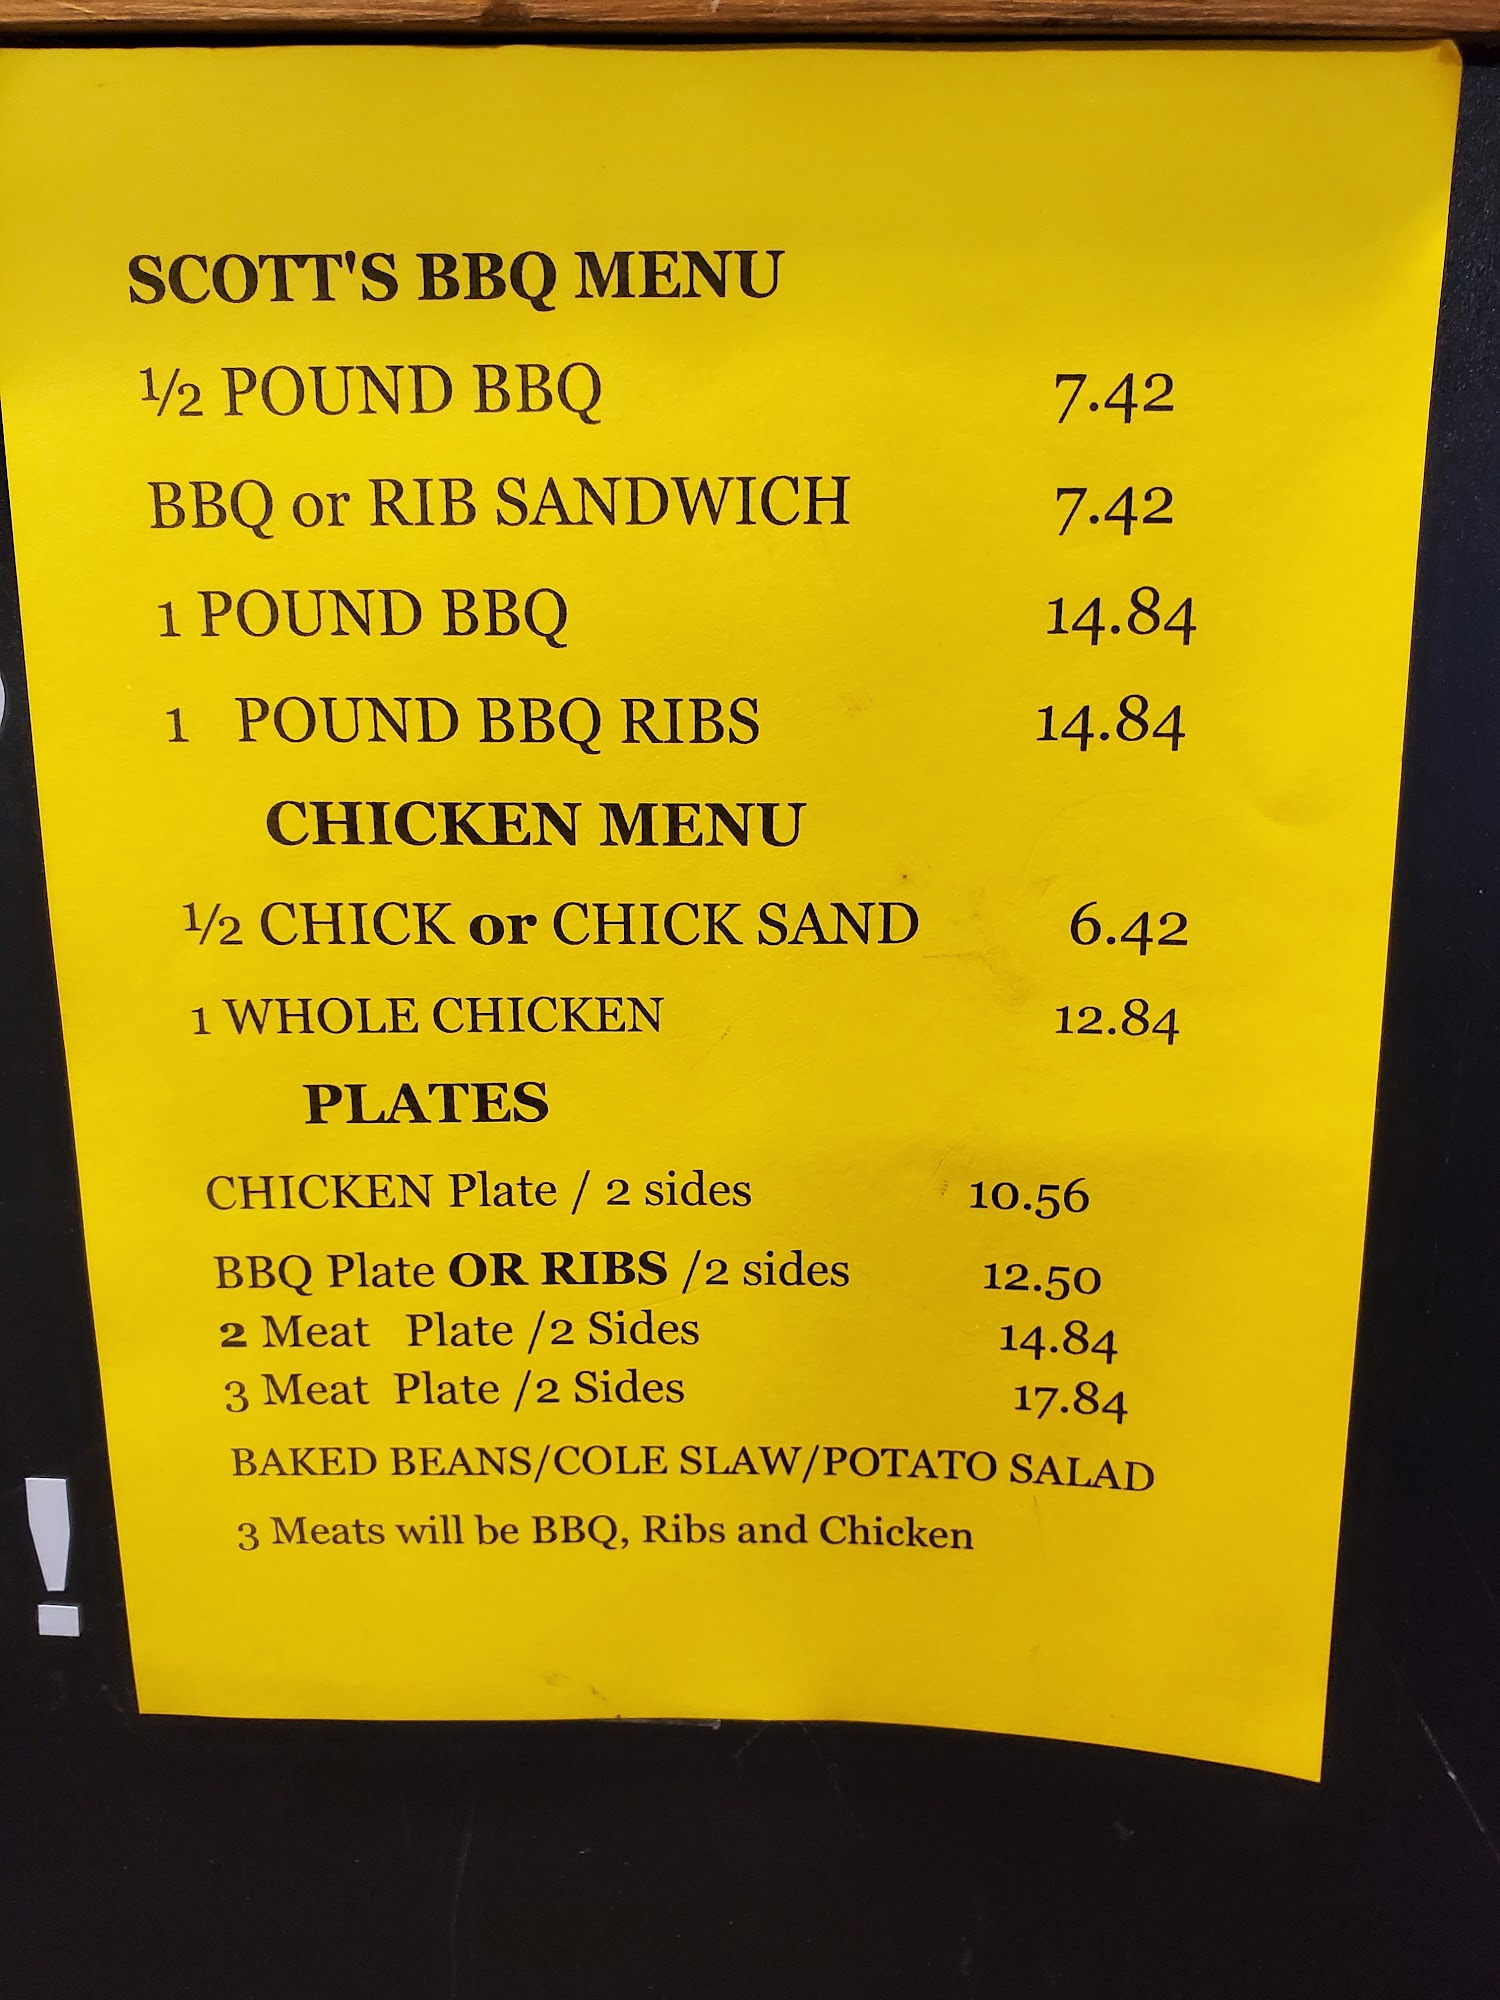 SCOTT'S BBQ MENU
½ POUND BBQ 7.42
BBQ or RIB SANDWICH 7.42
1 POUND BBQ 14.84
1 POUND BBQ RIBS 14.84
CHICKEN MENU
½ CHICK or CHICK SAND 6.42
1 WHOLE CHICKEN 12.84
PLATES
CHICKEN Plate / 2 sides 10.56
BBQ Plate OR RIBS /2 sides 12.50
2 Meat Plate /2 Sides 14.84
3 Meat Plate /2 Sides 17.84
BAKED BEANS/COLE SLAW/POTATO SALAD
3 Meats will be BBQ, Ribs and Chicken
!